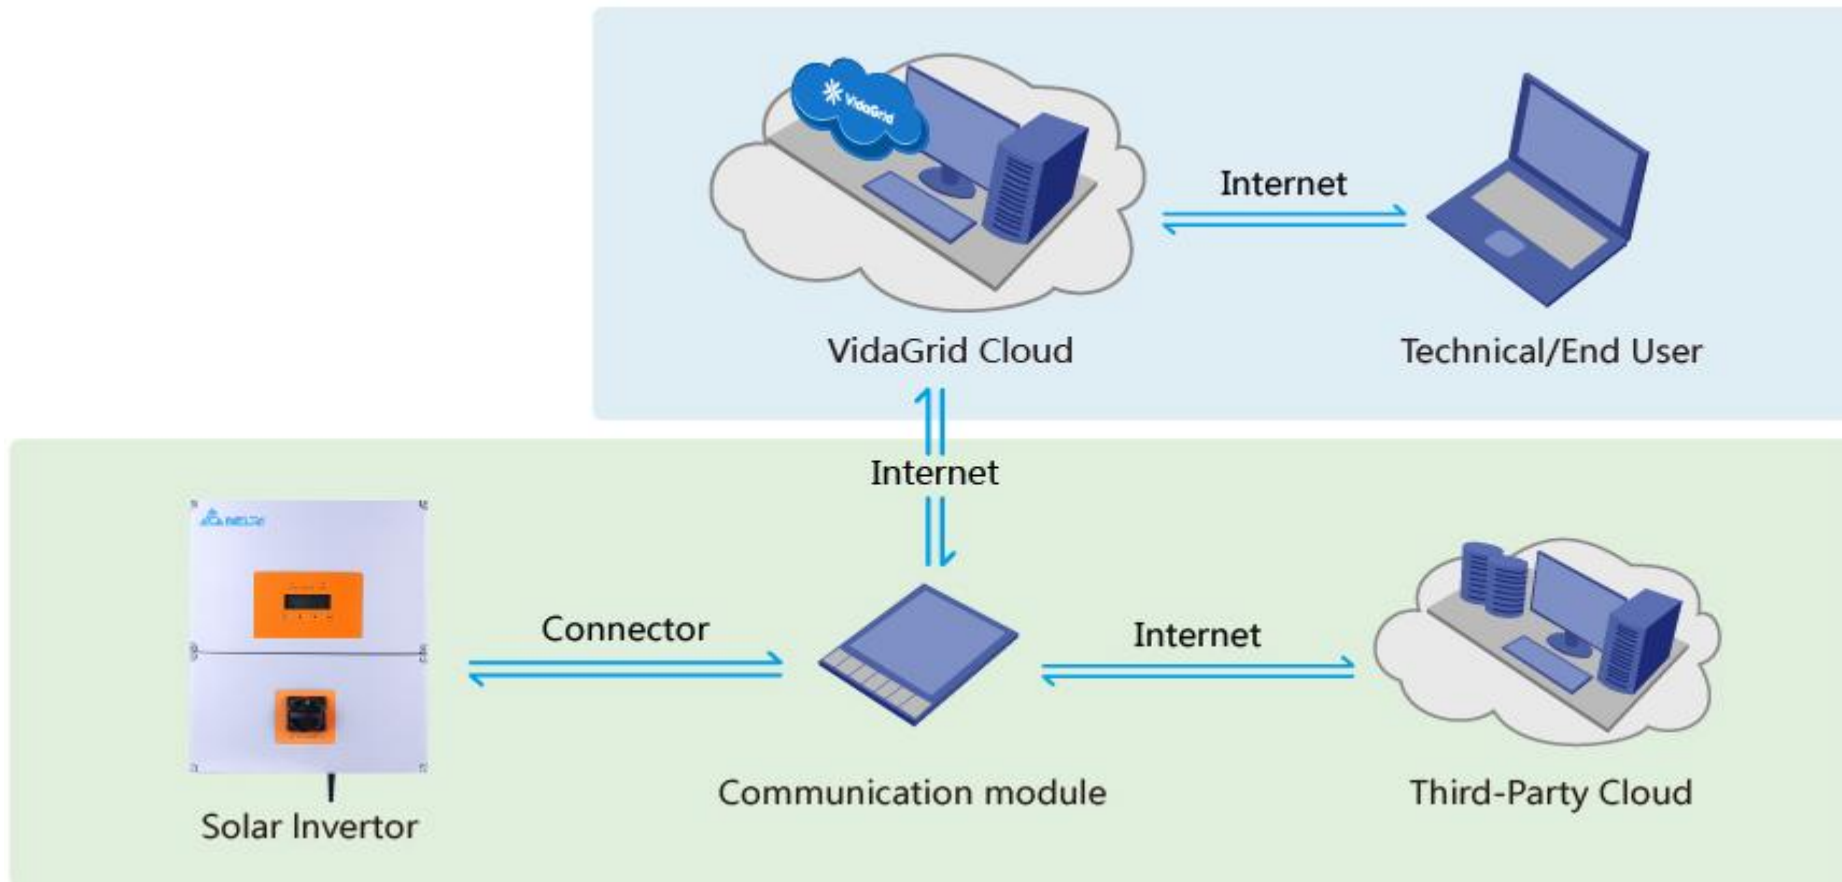 VidaGrid
Internet
VidaGrid Cloud
Technical/End User
Internet
Connector
Internet
Solar Invertor
Communication module
Third-Party Cloud